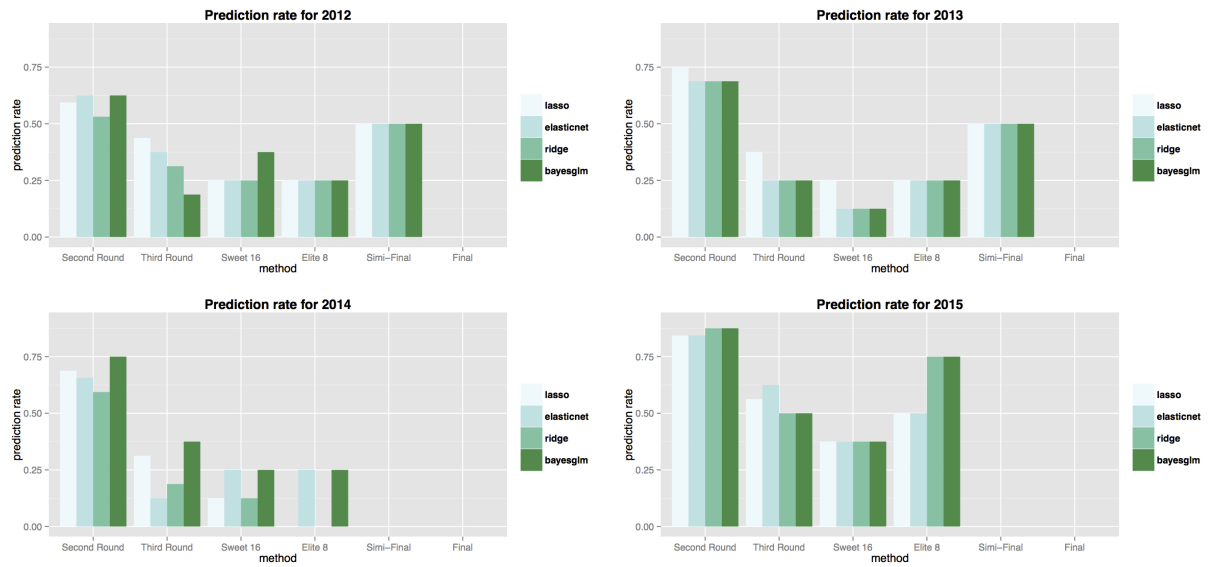 Prediction rate for 2012
prediction rate
0.75
0.50
0.25
0.00
Second Round Third Round Sweet 16 Elite 8 Simi-Final Final
method
lasso
elasticnet
ridge
bayesglm
Prediction rate for 2013
prediction rate
0.75
0.50
0.25
0.00
Second Round Third Round Sweet 16 Elite 8 Simi-Final Final
method
lasso
elasticnet
ridge
bayesglm
Prediction rate for 2014
prediction rate
0.75
0.50
0.25
0.00
Second Round Third Round Sweet 16 Elite 8 Simi-Final Final
method
lasso
elasticnet
ridge
bayesglm
Prediction rate for 2015
prediction rate
0.75
0.50
0.25
0.00
Second Round Third Round Sweet 16 Elite 8 Simi-Final Final
method
lasso
elasticnet
ridge
bayesglm